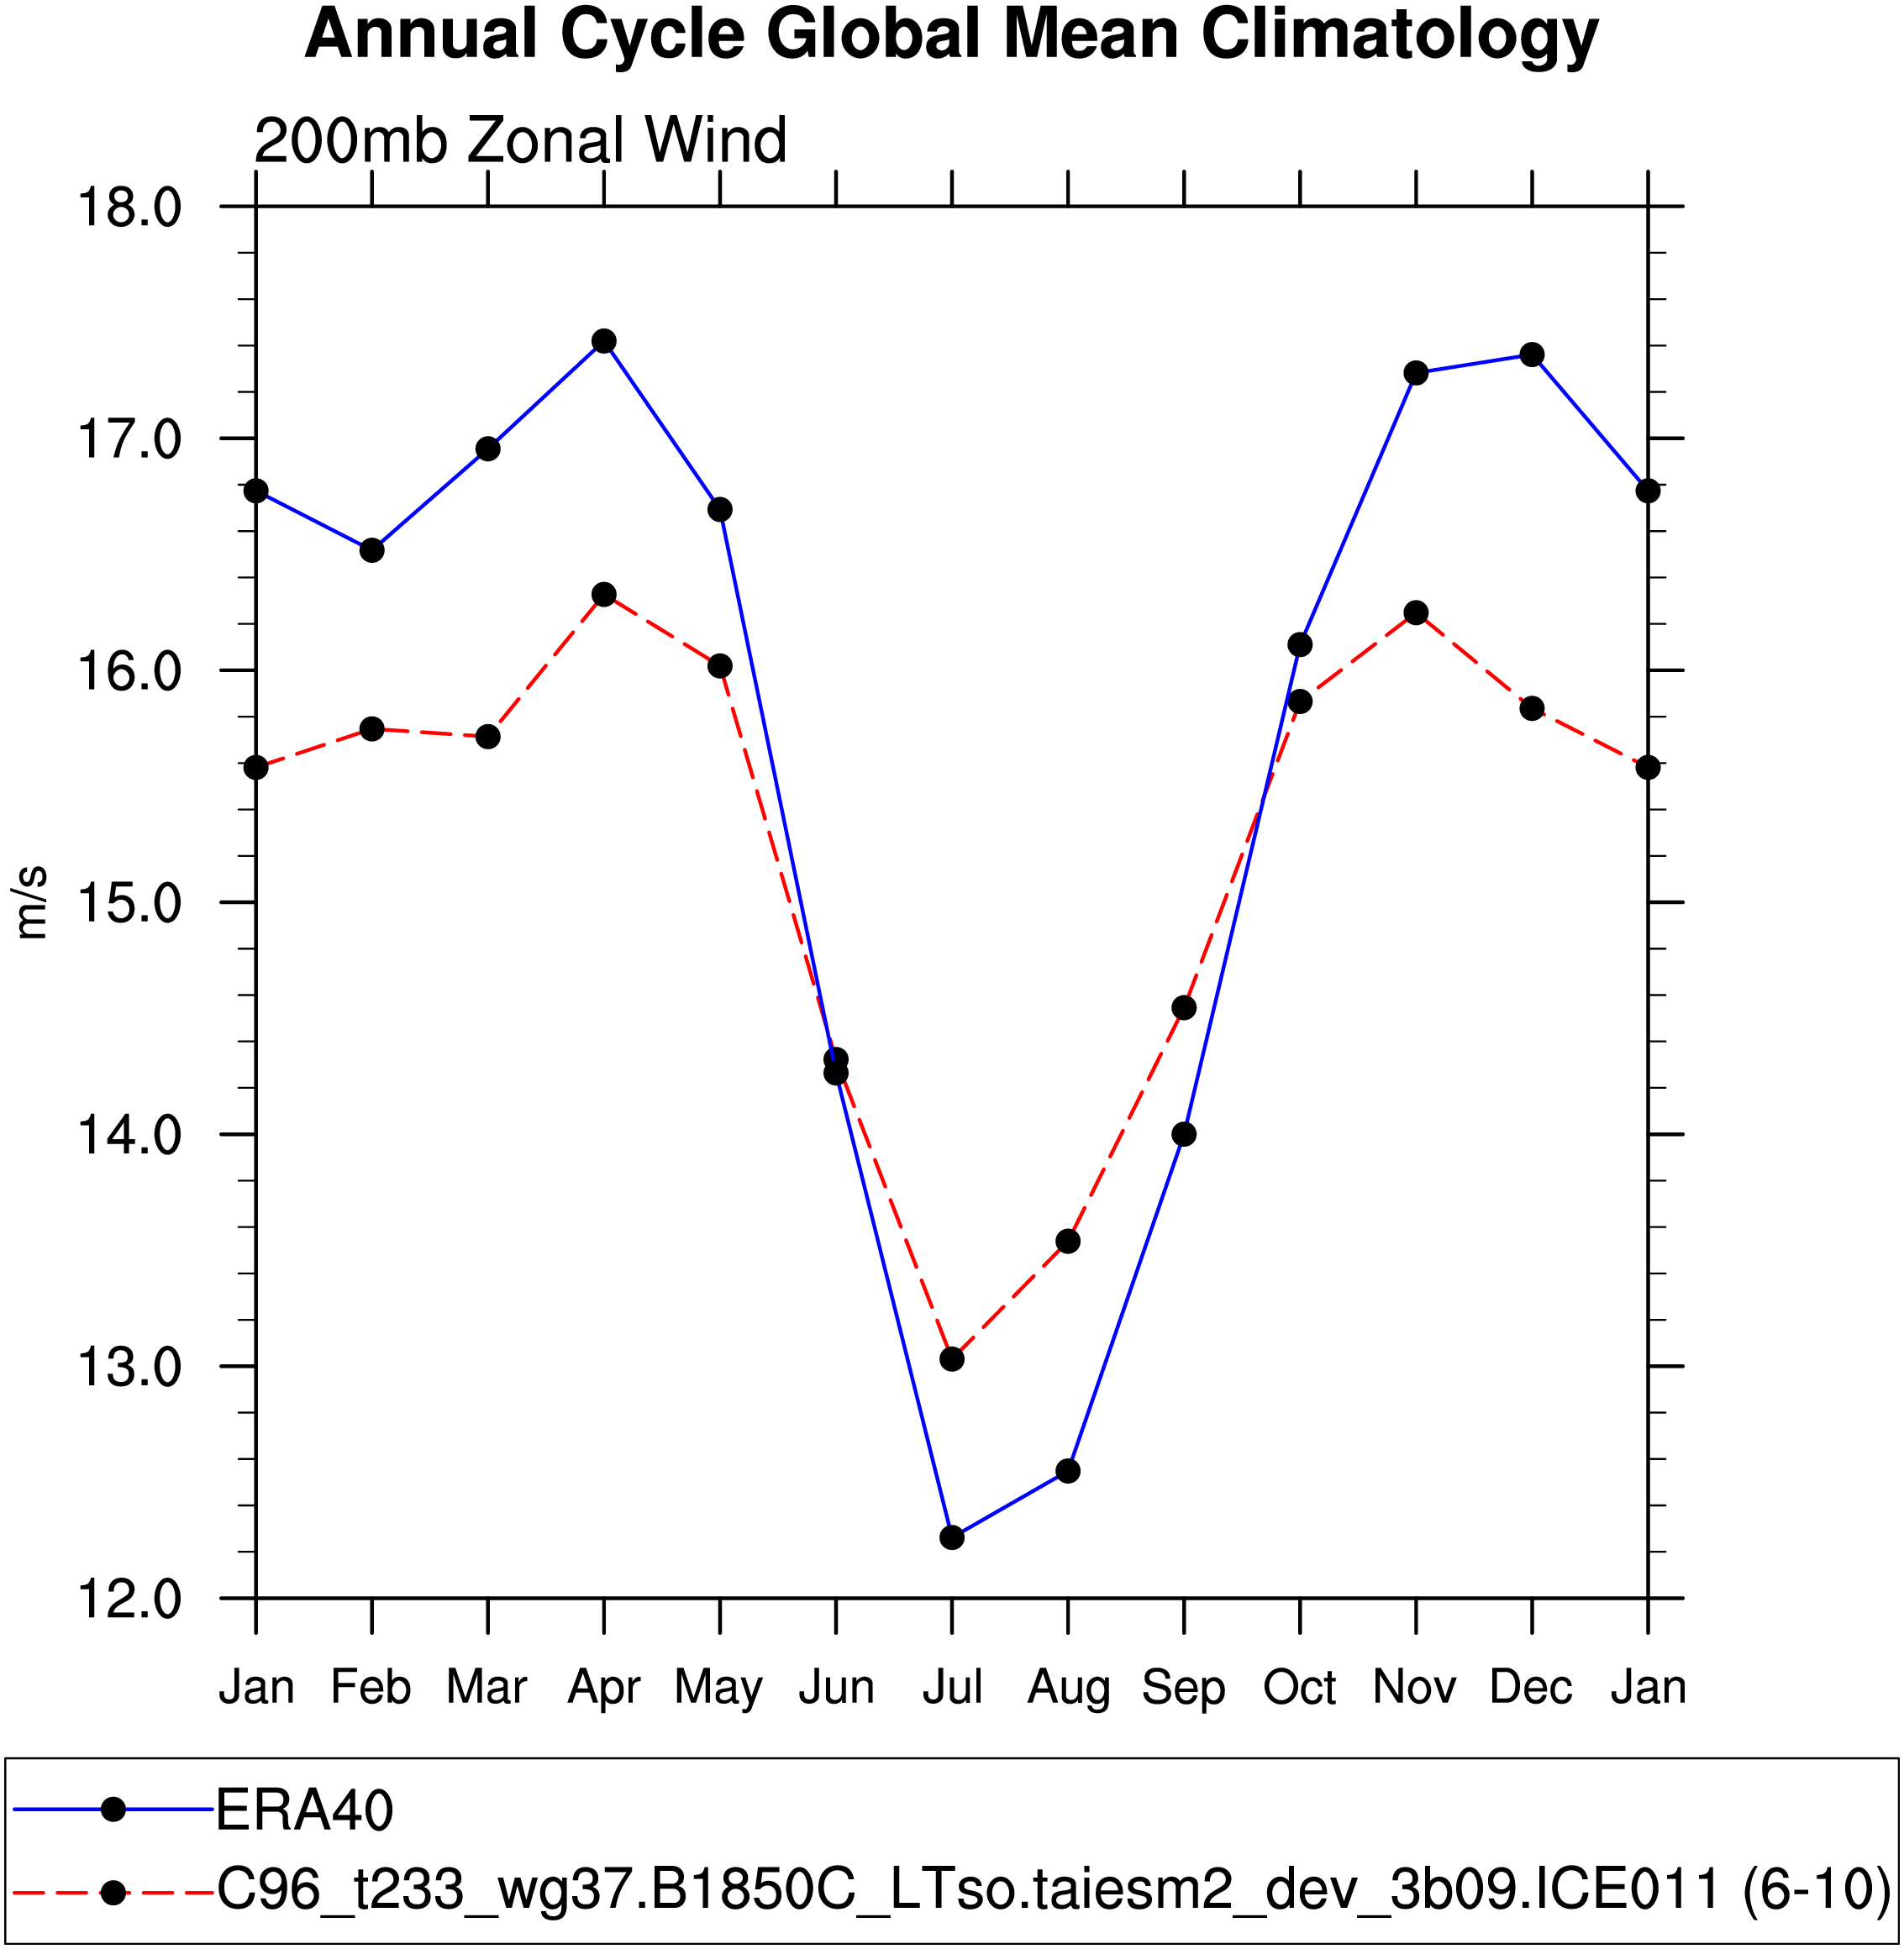 Annual Cycle Global Mean Climatology
200mb Zonal Wind
18.0
17.0
16.0
15.0
14.0
13.0
12.0
m/s
Jan Feb Mar Apr May Jun Jul Aug Sep Oct Nov Dec Jan
ERA40
C96_t233_wg37.B1850C_LTso.taiesm2_dev_3b09.ICE011 (6-10)